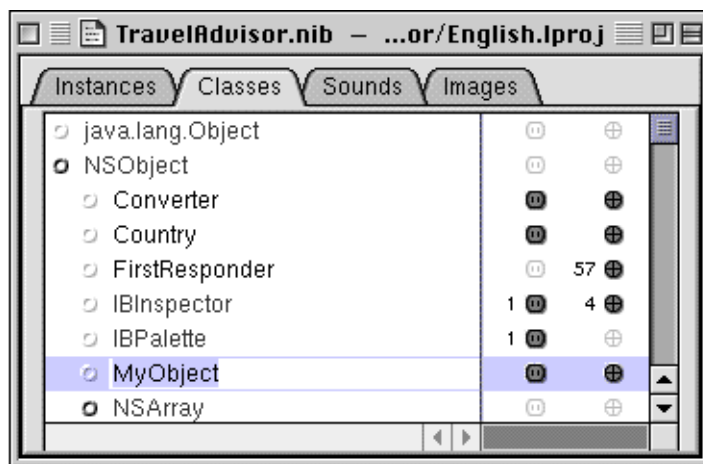 TravelAdvisor.nib – ...or/English.lproj
Instances Classes Sounds Images
java.lang.Object
NSObject
Converter
Country
FirstResponder 57
IBInspector 1 4
IBPalette 1
MyObject
NSArray